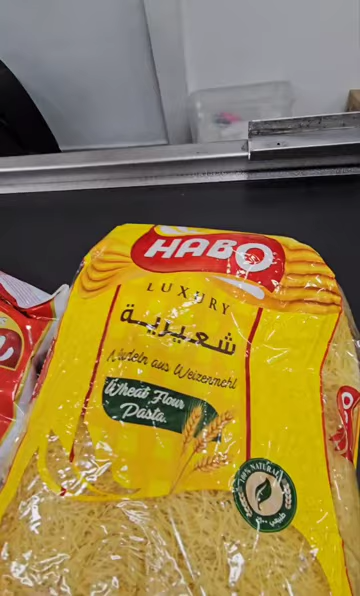 HABO
LUXURY
شعيرية
Nudeln aus Weizenmehl
Wheat Flour
Pasta.
100% NATURAL